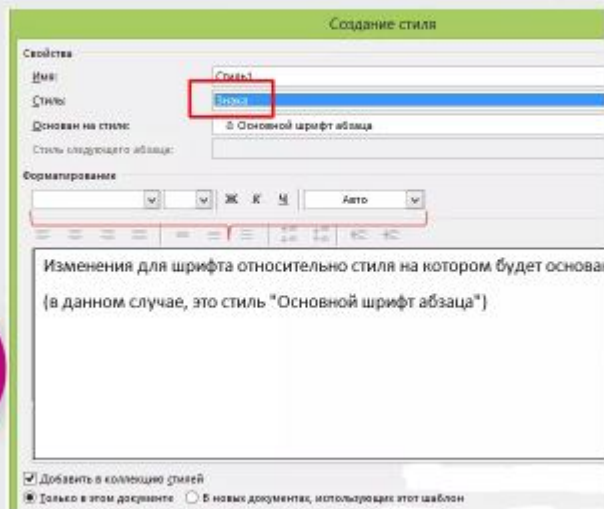 Создание стиля
Свойства
Имя: Стиль1
Стиль: Знака
Основан на стиле: a Основной шрифт абзаца
Стиль следующего абзаца:
Форматирование
Ж К Ч Авто
Изменения для шрифта относительно стиля на котором будет основан
(в данном случае, это стиль "Основной шрифт абзаца")
Добавить в коллекцию стилей
Только в этом документе В новых документах, использующих этот шаблон